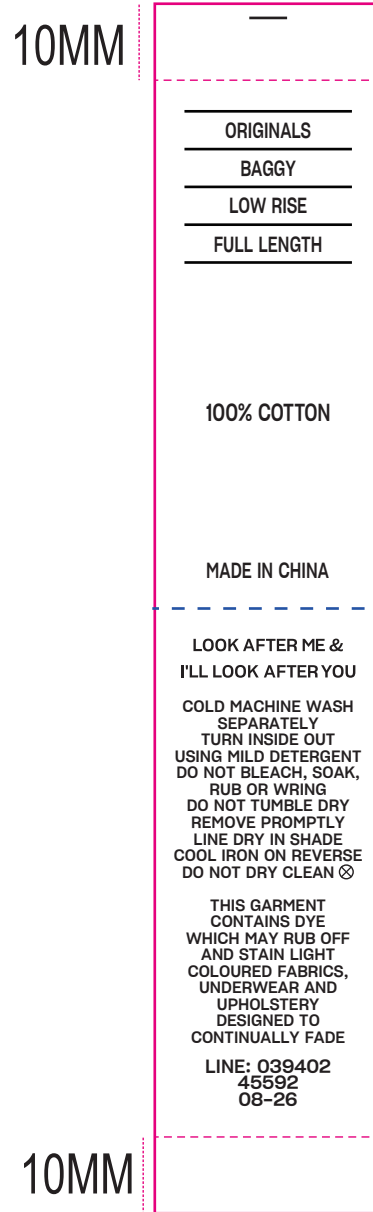 10MM
ORIGINALS
BAGGY
LOW RISE
FULL LENGTH
100% COTTON
MADE IN CHINA
LOOK AFTER ME &
I'LL LOOK AFTER YOU
COLD MACHINE WASH
SEPARATELY
TURN INSIDE OUT
USING MILD DETERGENT
DO NOT BLEACH, SOAK,
RUB OR WRING
DO NOT TUMBLE DRY
REMOVE PROMPTLY
LINE DRY IN SHADE
COOL IRON ON REVERSE
DO NOT DRY CLEAN
THIS GARMENT
CONTAINS DYE
WHICH MAY RUB OFF
AND STAIN LIGHT
COLOURED FABRICS,
UNDERWEAR AND
UPHOLSTERY
DESIGNED TO
CONTINUALLY FADE
LINE: 039402
45592
08-26
10MM